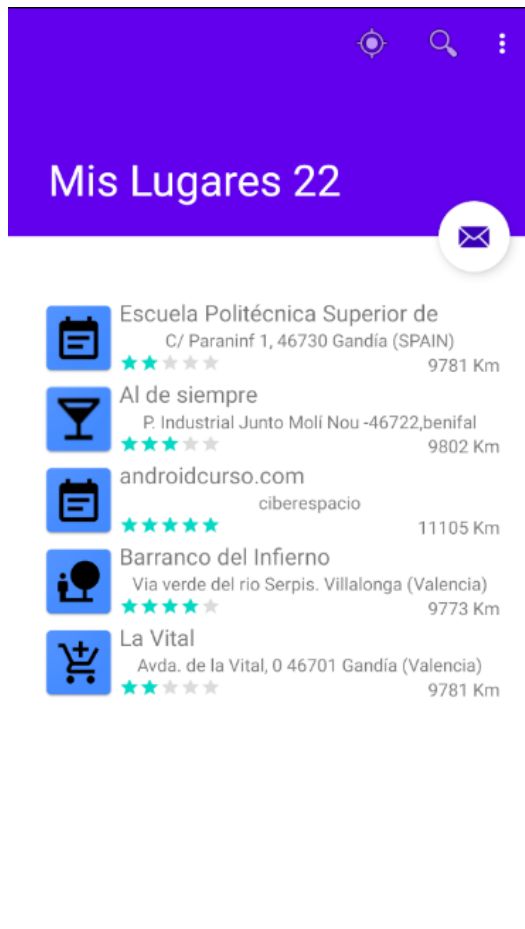 Mis Lugares 22
Escuela Politécnica Superior de
C/ Paraninf 1, 46730 Gandía (SPAIN)
9781 Km
Al de siempre
P. Industrial Junto Molí Nou -46722,benifal
9802 Km
androidcurso.com
ciberespacio
11105 Km
Barranco del Infierno
Via verde del rio Serpis. Villalonga (Valencia)
9773 Km
La Vital
Avda. de la Vital, 0 46701 Gandía (Valencia)
9781 Km